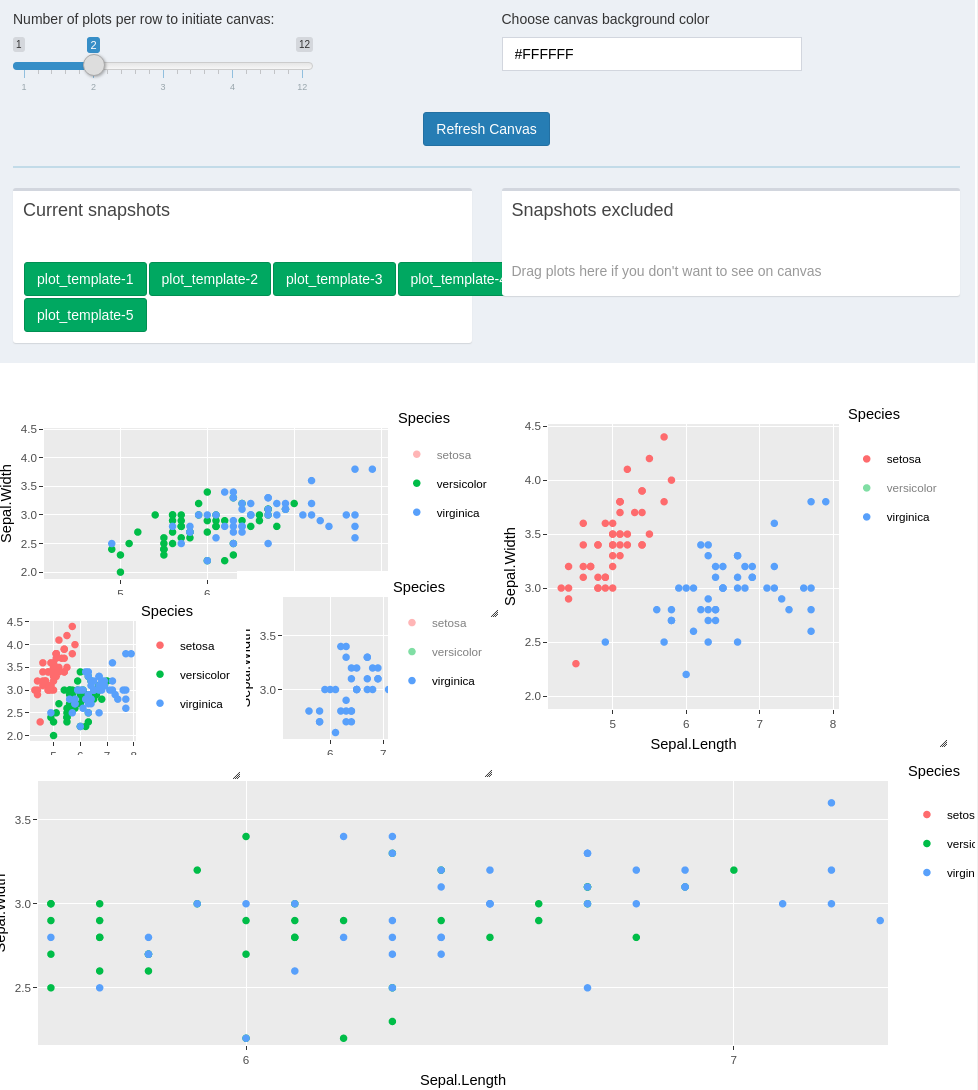 Number of plots per row to initiate canvas:
1 2 12
1 2 3 4 12
Choose canvas background color
#FFFFFF
Refresh Canvas
Current snapshots
plot_template-1 plot_template-2 plot_template-3 plot_template-4
plot_template-5
Snapshots excluded
Drag plots here if you don't want to see on canvas
Species
setosa
versicolor
virginica
4.5
4.0
3.5
3.0
2.5
2.0
Sepal.Width
5 6
Species
setosa
versicolor
virginica
4.5
4.0
3.5
3.0
2.5
2.0
Sepal.Width
5 6 7 8
Sepal.Length
Species
setosa
versicolor
virginica
4.5
4.0
3.5
3.0
2.5
2.0
5 6 7 8
Species
setosa
versicolor
virginica
3.5
3.0
Sepal.Width
6 7
Species
setos
versic
virgin
3.5
3.0
2.5
Sepal.Width
6 7
Sepal.Length